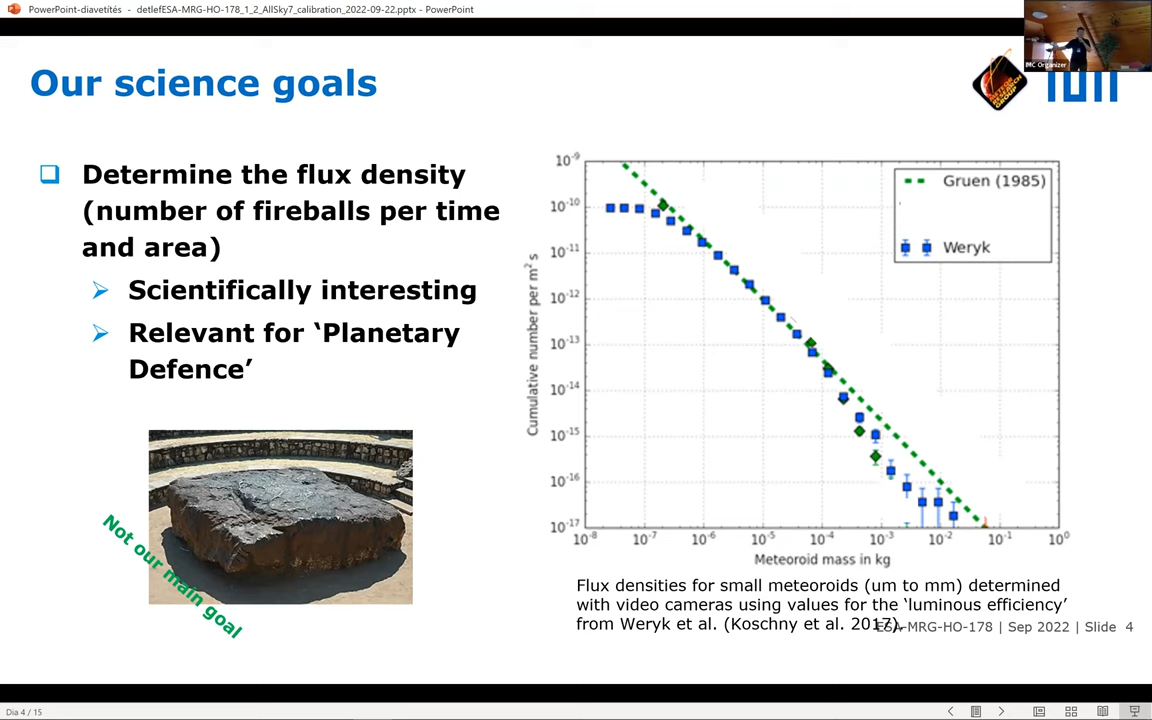 PowerPoint-diavetítés - detlefESA-MRG-HO-178_1_2_AllSky7_calibration_2022-09-22.pptx - PowerPoint
IMC Organizer
Our science goals
METEOR
RESEARCH
GROUP
❑ Determine the flux density
(number of fireballs per time
and area)
➢ Scientifically interesting
➢ Relevant for ‘Planetary
Defence’
Not our main goal
Gruen (1985)
Weryk
Cumulative number per m² s
10⁻⁹
10⁻¹⁰
10⁻¹¹
10⁻¹²
10⁻¹³
10⁻¹⁴
10⁻¹⁵
10⁻¹⁶
10⁻¹⁷
10⁻⁸ 10⁻⁷ 10⁻⁶ 10⁻⁵ 10⁻⁴ 10⁻³ 10⁻² 10⁻¹ 10⁰
Meteoroid mass in kg
Flux densities for small meteoroids (um to mm) determined
with video cameras using values for the ‘luminous efficiency’
from Weryk et al. (Koschny et al. 2017).
ESA-MRG-HO-178 | Sep 2022 | Slide 4
Dia 4 / 15